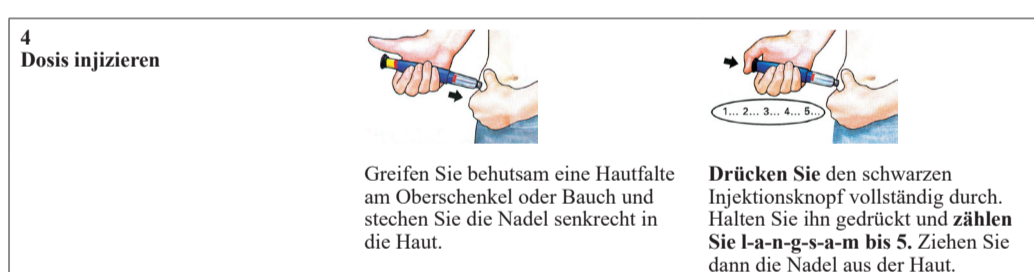 4
Dosis injizieren
1... 2... 3... 4... 5...
Greifen Sie behutsam eine Hautfalte
am Oberschenkel oder Bauch und
stechen Sie die Nadel senkrecht in
die Haut.
Drücken Sie den schwarzen
Injektionsknopf vollständig durch.
Halten Sie ihn gedrückt und zählen
Sie l-a-n-g-s-a-m bis 5. Ziehen Sie
dann die Nadel aus der Haut.